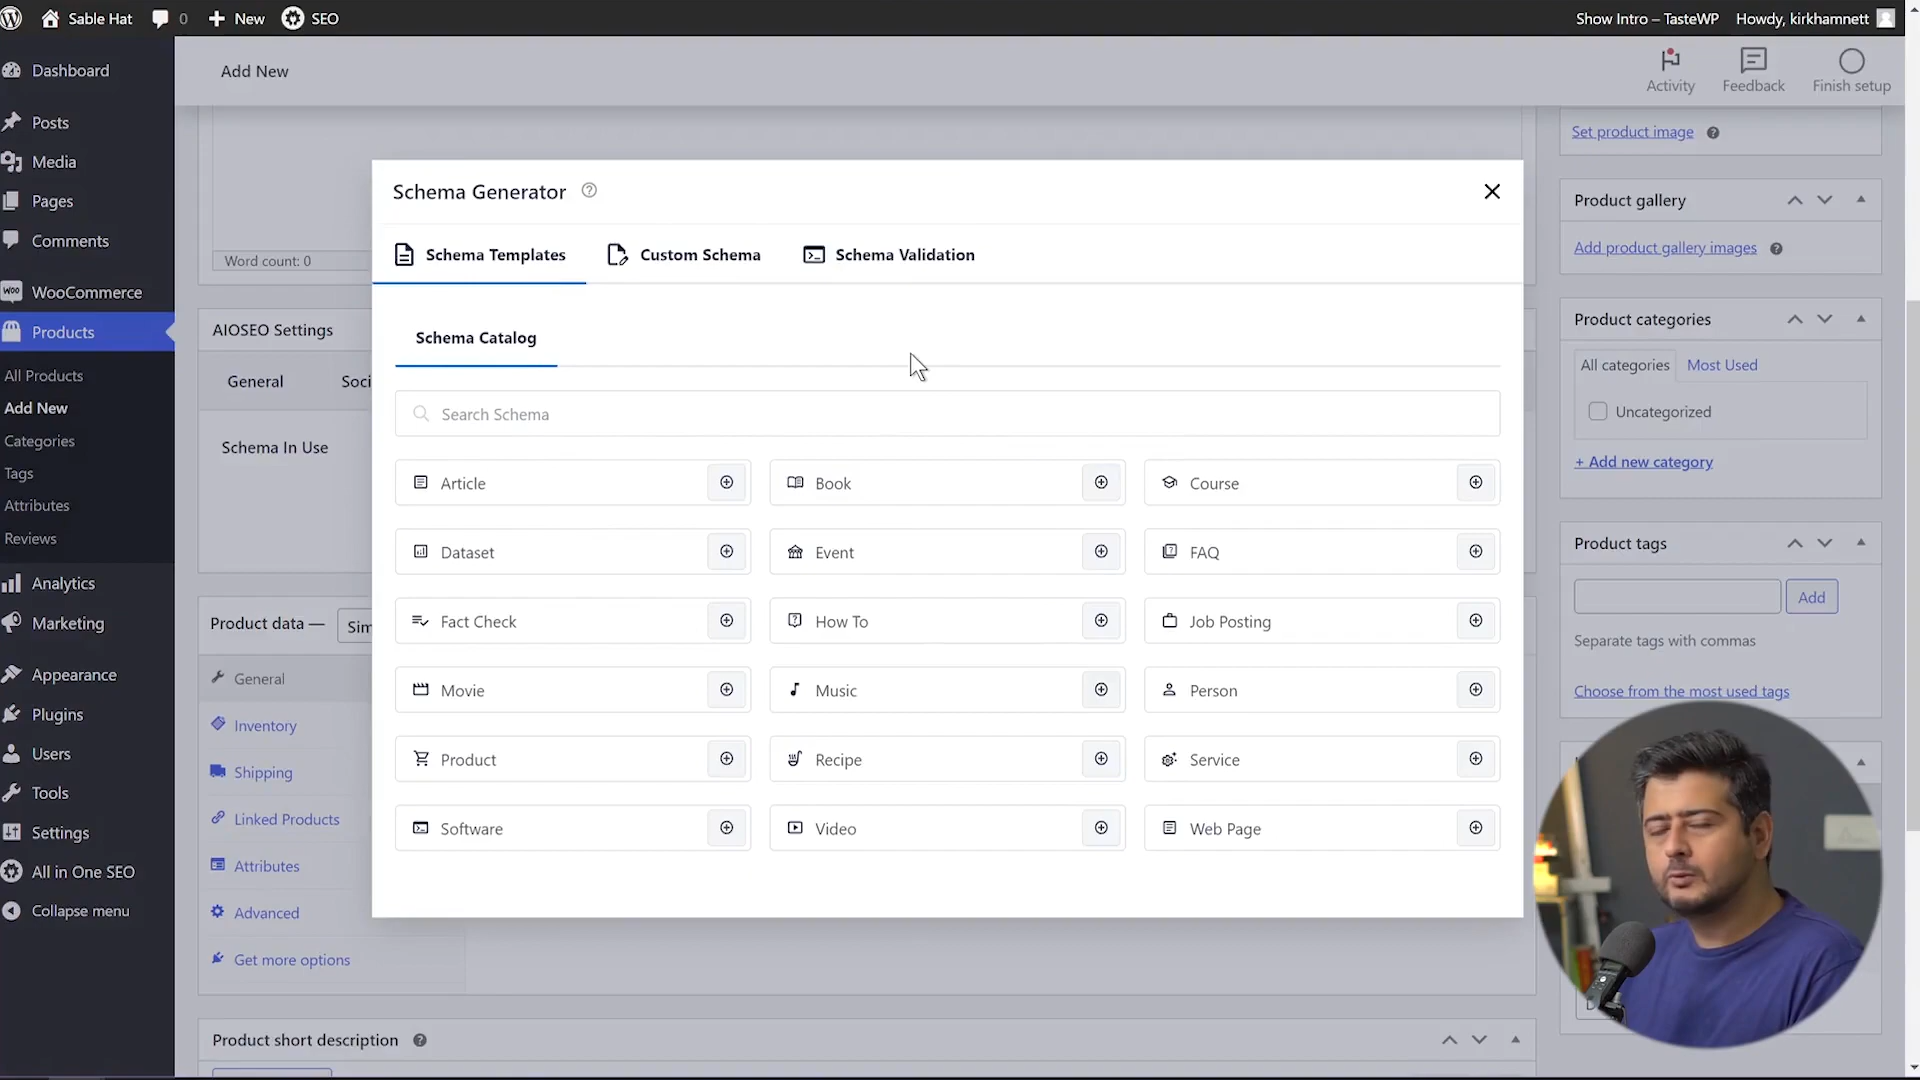 Sable Hat
0
New
SEO
Show Intro – TasteWP
Howdy, kirkhamnett
Dashboard
Posts
Media
Pages
Comments
WooCommerce
Products
All Products
Add New
Categories
Tags
Attributes
Reviews
Analytics
Marketing
Appearance
Plugins
Users
Tools
Settings
All in One SEO
Collapse menu
Add New
Activity
Feedback
Finish setup
Word count: 0
AIOSEO Settings
General
Soci
Schema In Use
Product data —
Sim
General
Inventory
Shipping
Linked Products
Attributes
Advanced
Get more options
Product short description
Schema Generator
Schema Templates
Custom Schema
Schema Validation
Schema Catalog
Search Schema
Article
Book
Course
Dataset
Event
FAQ
Fact Check
How To
Job Posting
Movie
Music
Person
Product
Recipe
Service
Software
Video
Web Page
Set product image
Product gallery
Add product gallery images
Product categories
All categories
Most Used
Uncategorized
+ Add new category
Product tags
Add
Separate tags with commas
Choose from the most used tags